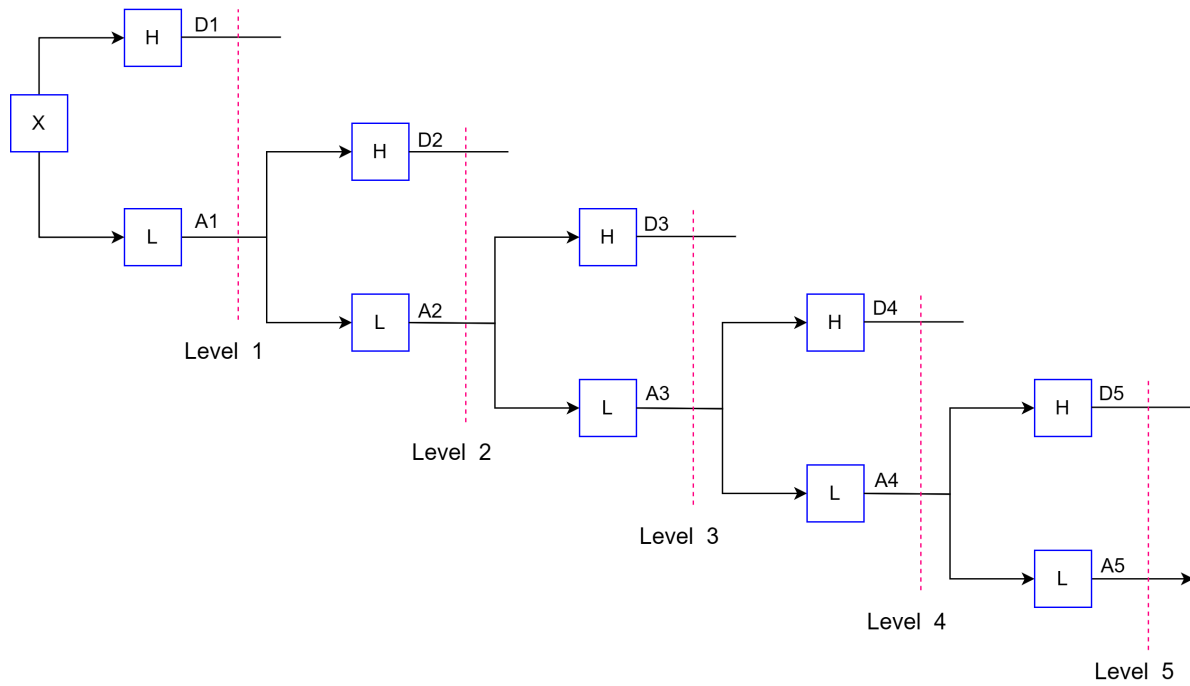 H
D1
X
L
A1
Level 1
H
D2
L
A2
Level 2
H
D3
L
A3
Level 3
H
D4
L
A4
Level 4
H
D5
L
A5
Level 5